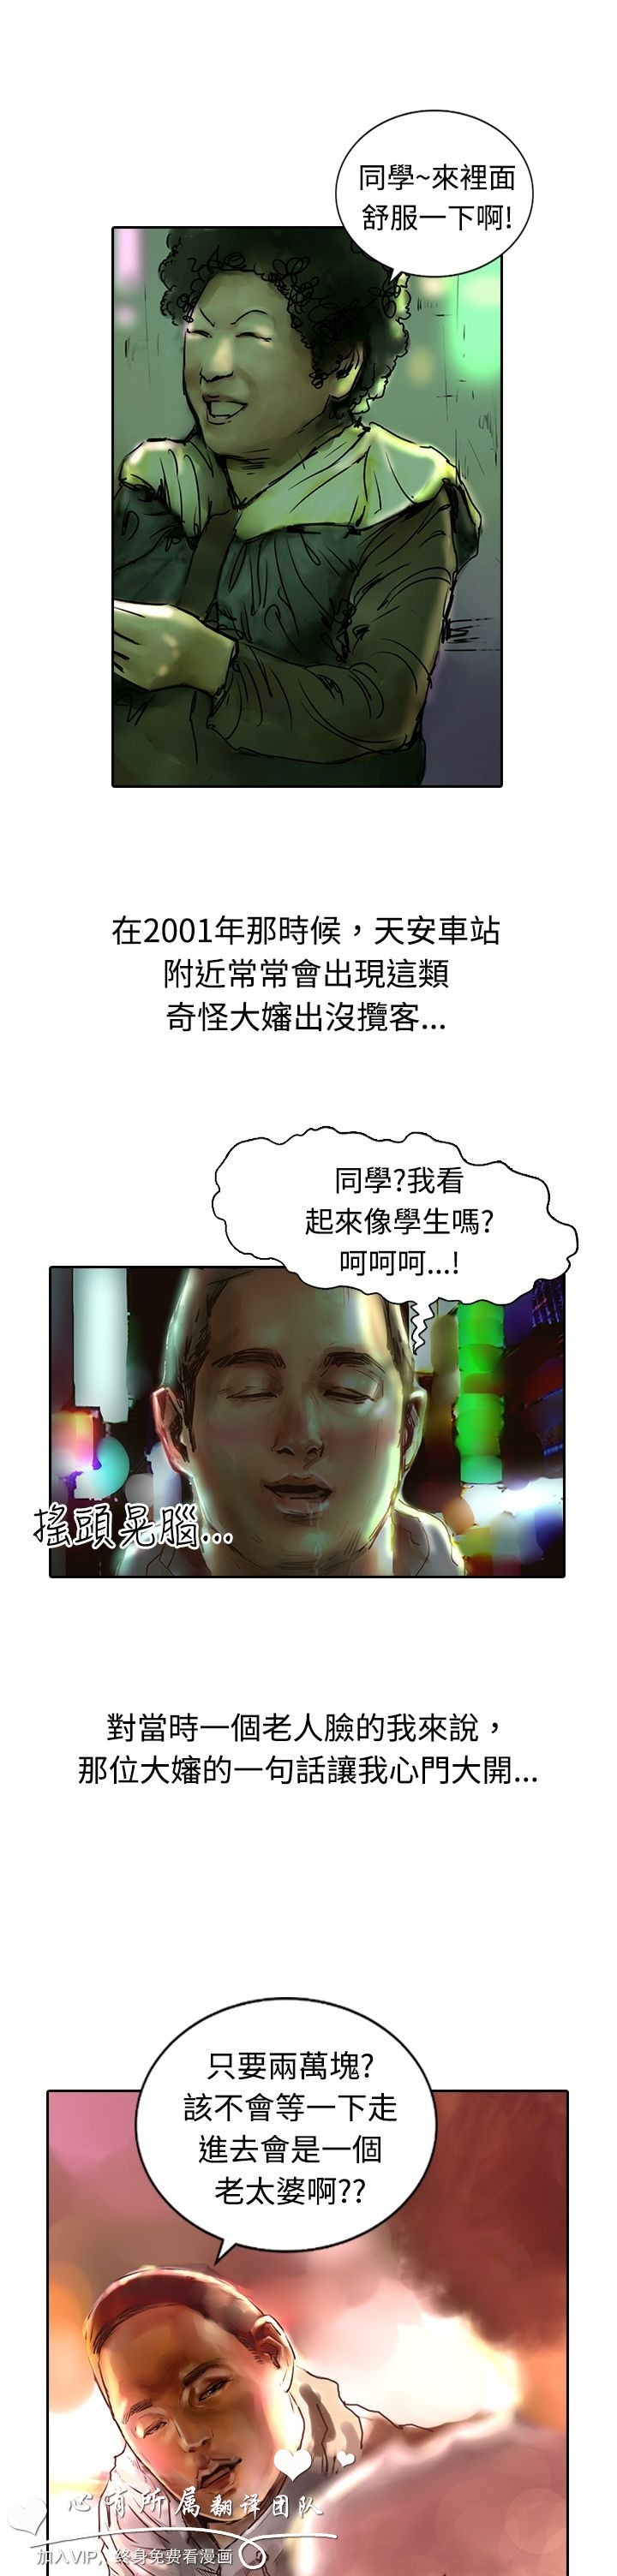 同學~來裡面
舒服一下啊!
在2001年那時候，天安車站
附近常常會出現這類
奇怪大嬸出沒攬客...
同學?我看
起來像學生嗎?
呵呵呵...!
搖頭晃腦...
對當時一個老人臉的我來說，
那位大嬸的一句話讓我心門大開...
只要兩萬塊?
該不會等一下走
進去會是一個
老太婆啊??
心有所属翻译团队
加入VIP，终身免费看漫画